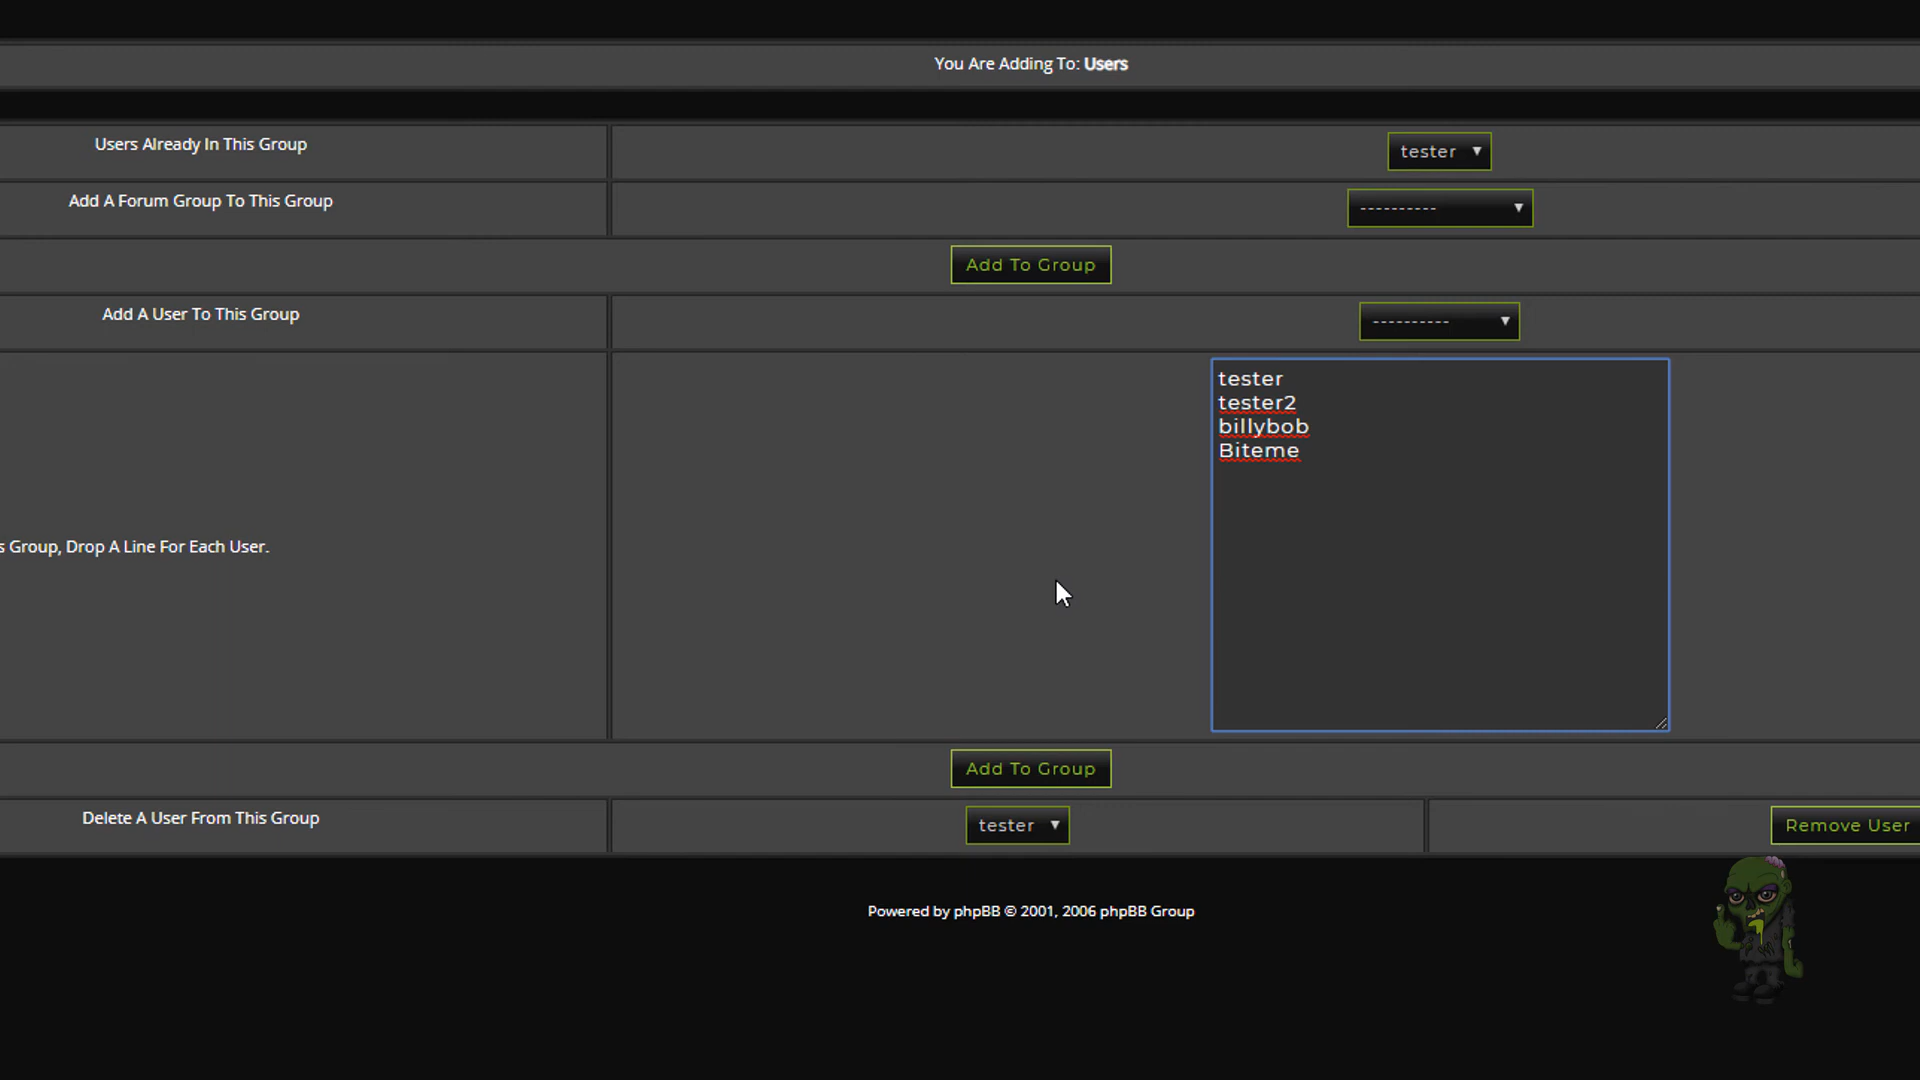 You Are Adding To: Users
Users Already In This Group
tester
Add A Forum Group To This Group
----------
Add To Group
Add A User To This Group
----------
tester
tester2
billybob
Biteme
s Group, Drop A Line For Each User.
Add To Group
Delete A User From This Group
tester
Remove User
Powered by phpBB © 2001, 2006 phpBB Group